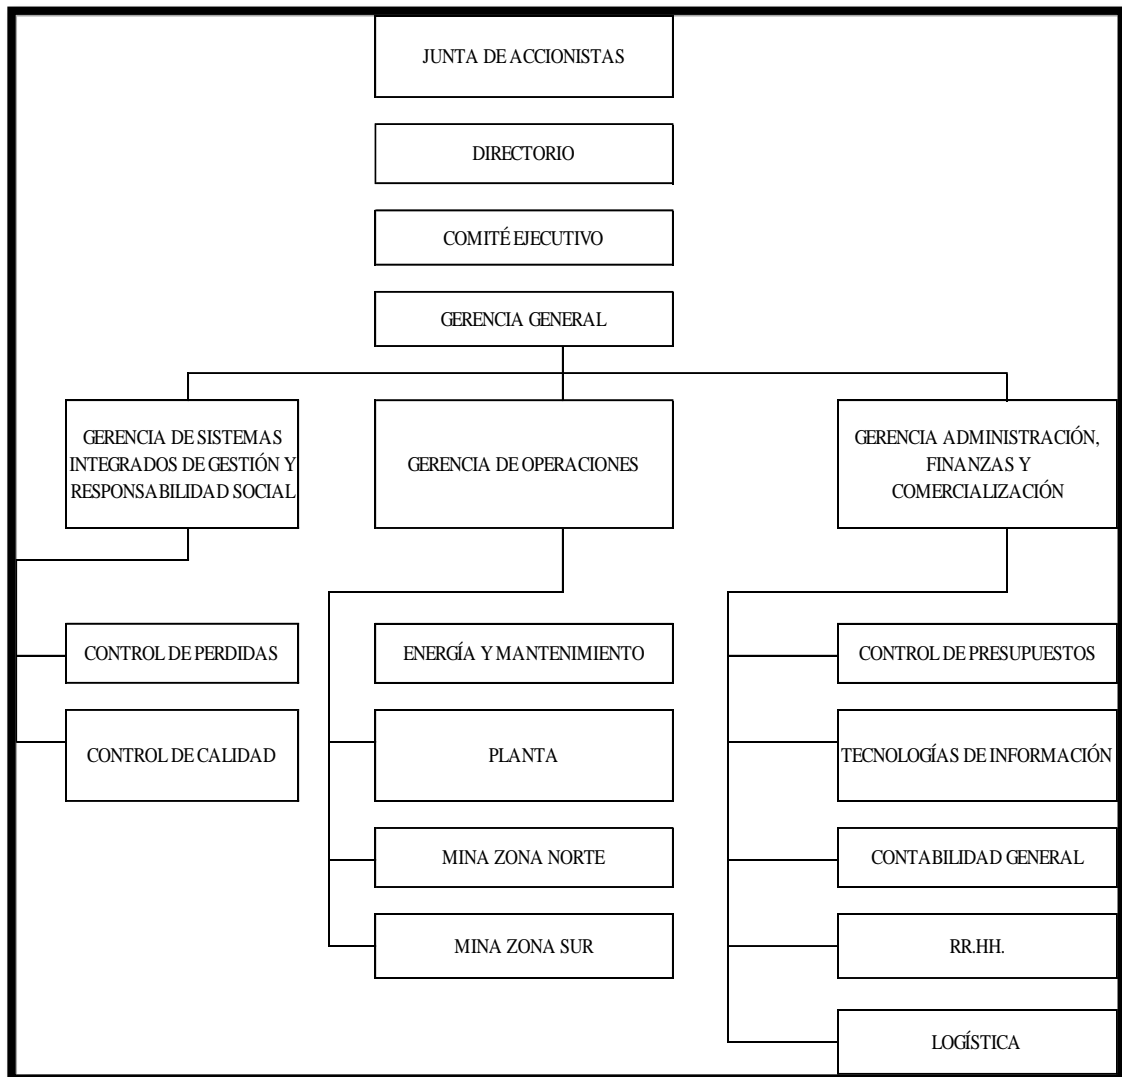 JUNTA DE ACCIONISTAS
DIRECTORIO
COMITÉ EJECUTIVO
GERENCIA GENERAL
GERENCIA DE SISTEMAS
INTEGRADOS DE GESTIÓN Y
RESPONSABILIDAD SOCIAL
GERENCIA DE OPERACIONES
GERENCIA ADMINISTRACIÓN,
FINANZAS Y
COMERCIALIZACIÓN
CONTROL DE PERDIDAS
CONTROL DE CALIDAD
ENERGÍA Y MANTENIMIENTO
PLANTA
MINA ZONA NORTE
MINA ZONA SUR
CONTROL DE PRESUPUESTOS
TECNOLOGÍAS DE INFORMACIÓN
CONTABILIDAD GENERAL
RR.HH.
LOGÍSTICA